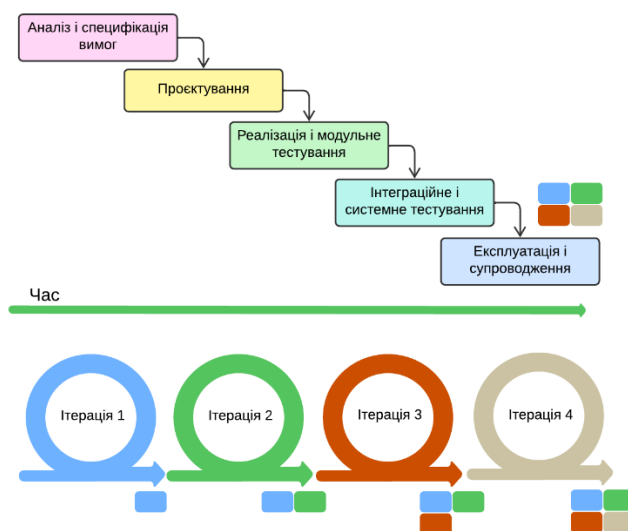 Аналіз і специфікація
вимог
Проєктування
Реалізація і модульне
тестування
Інтеграційне і
системне тестування
Експлуатація і
супроводження
Час
Ітерація 1
Ітерація 2
Ітерація 3
Ітерація 4